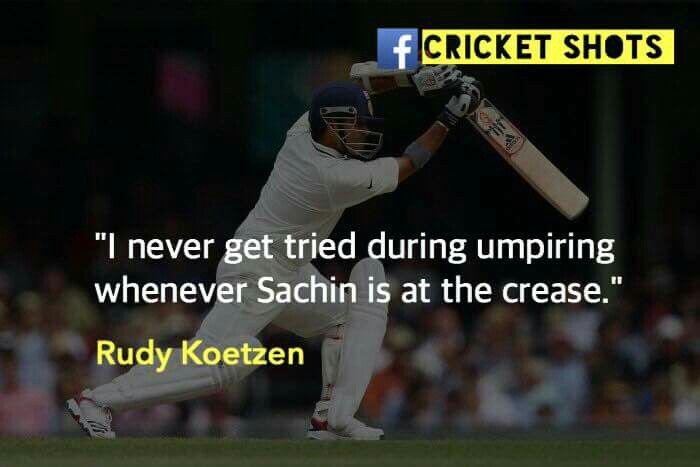 f CRICKET SHOTS
"I never get tried during umpiring
whenever Sachin is at the crease."
Rudy Koetzen